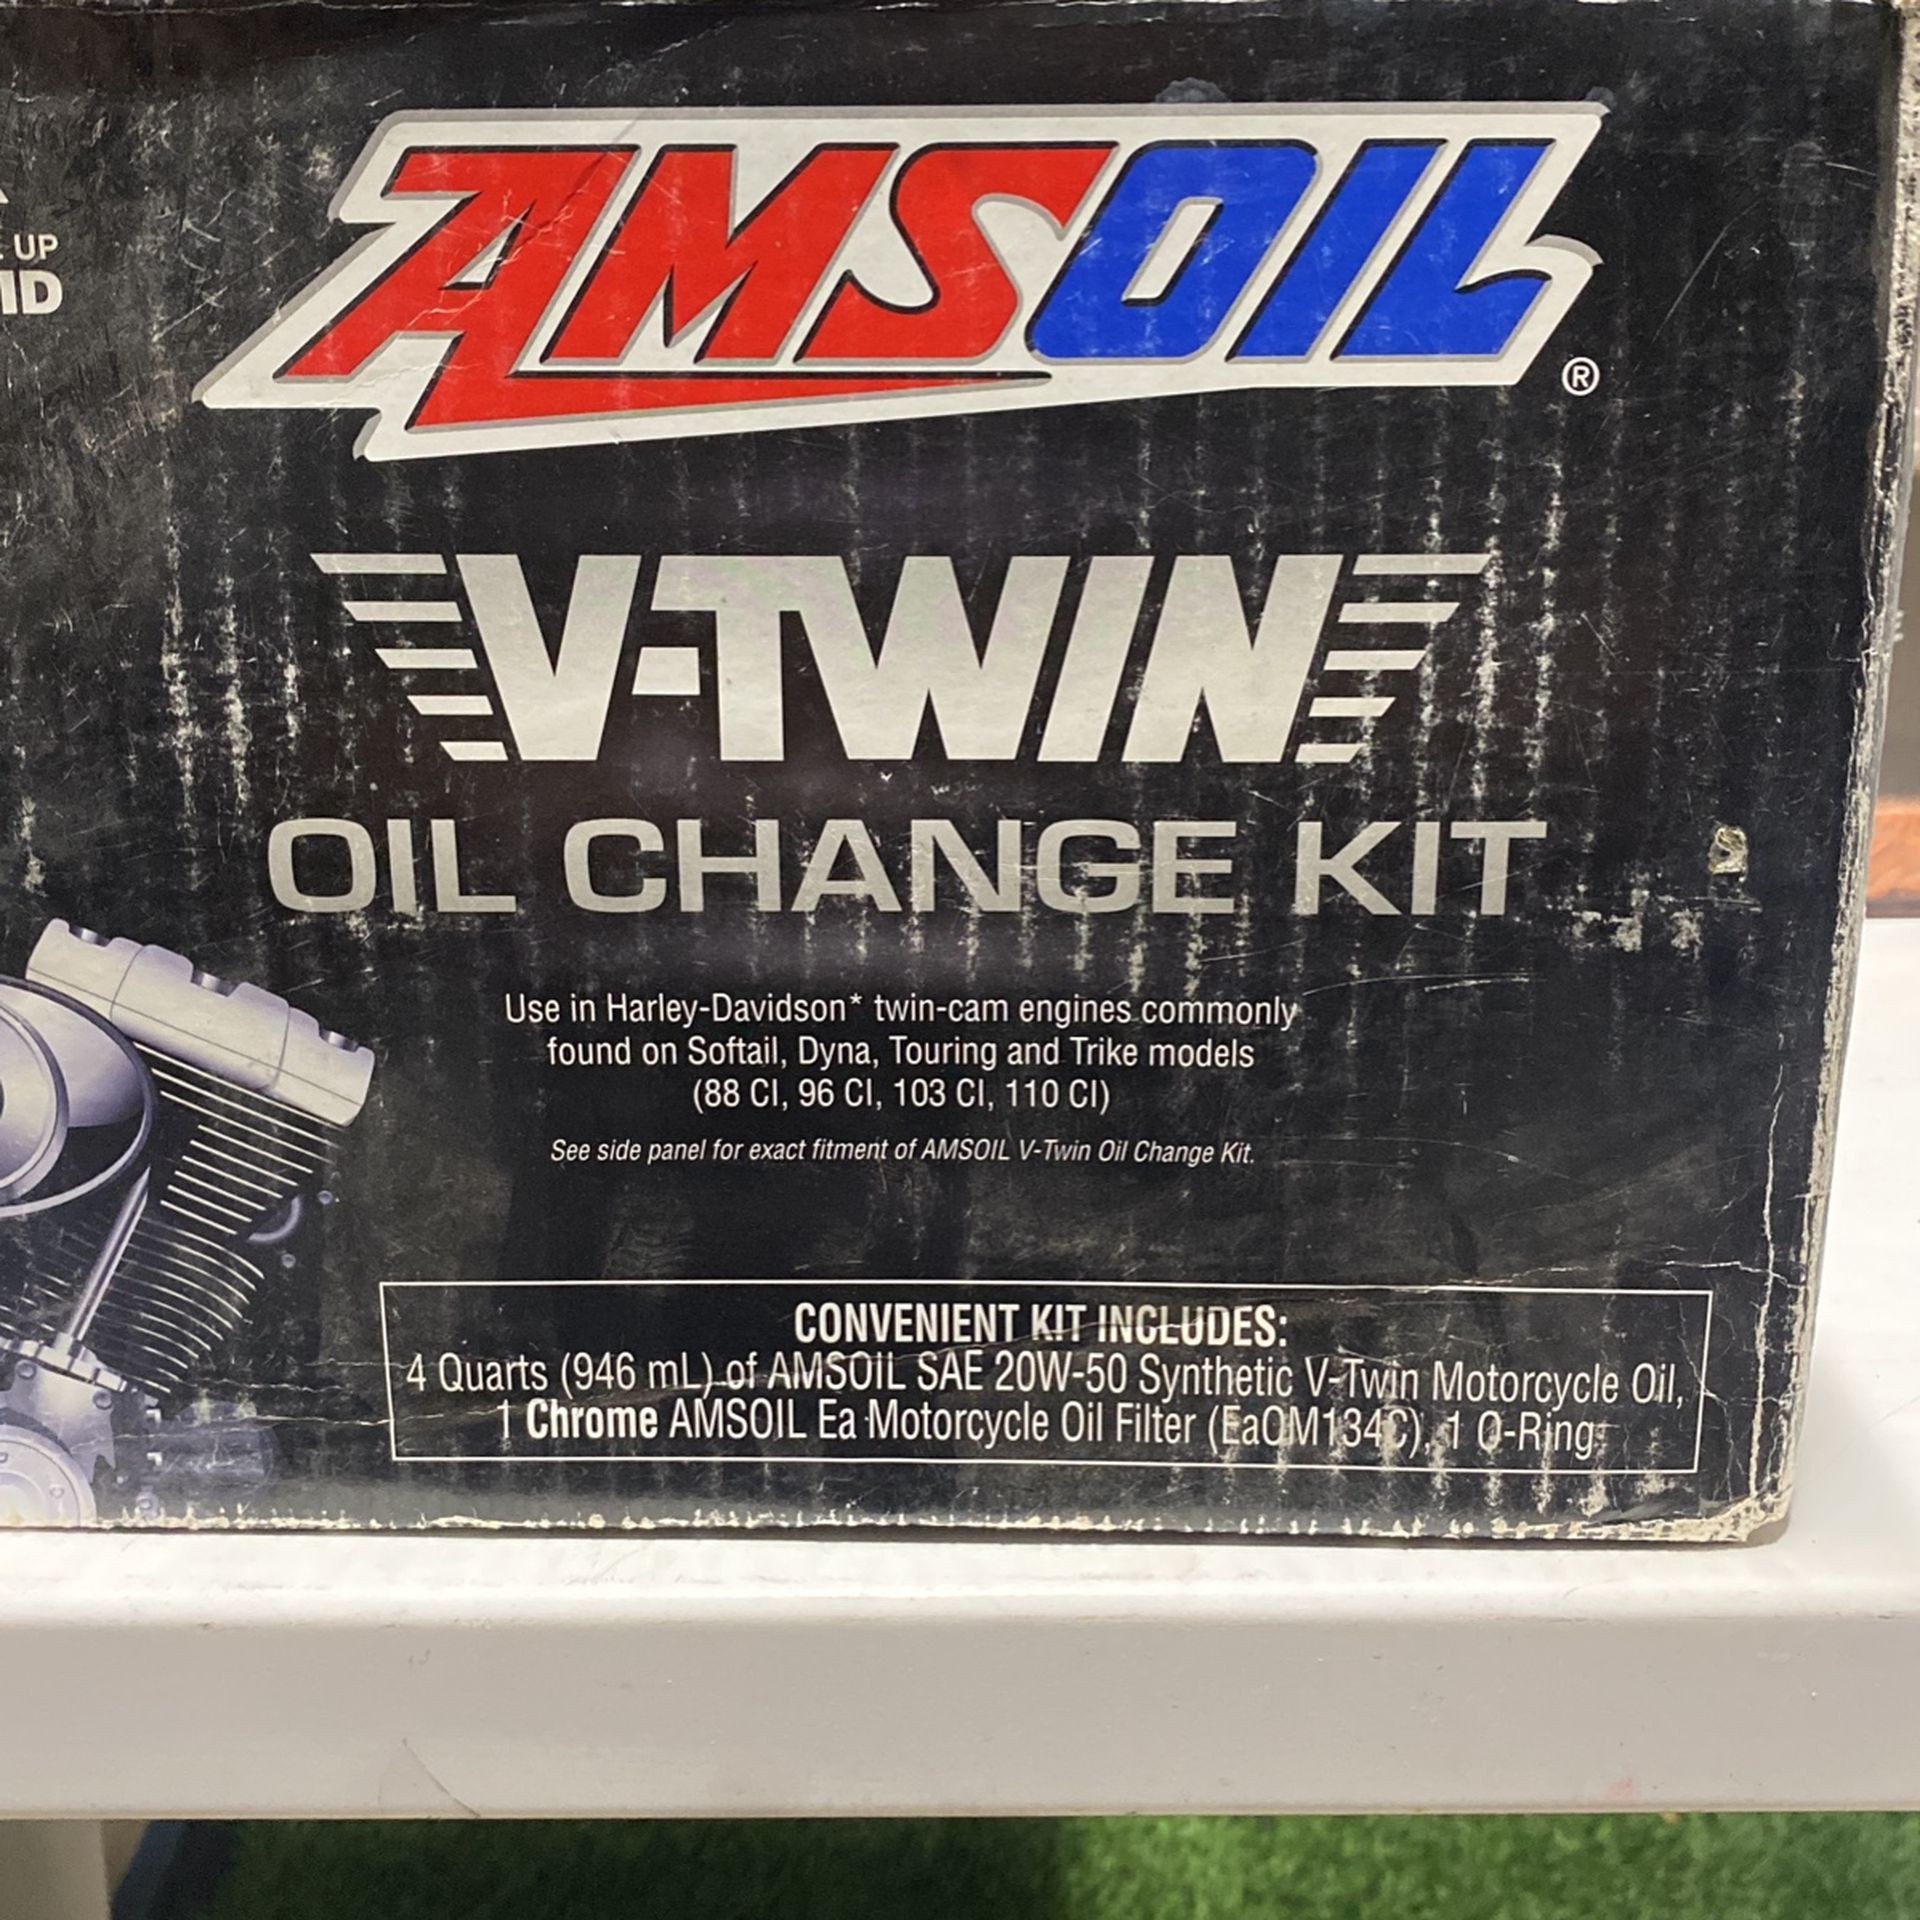 UP
AMSOIL®
V-TWIN
OIL CHANGE KIT
Use in Harley-Davidson* twin-cam engines commonly
found on Softail, Dyna, Touring and Trike models
(88 CI, 96 CI, 103 CI, 110 CI)
See side panel for exact fitment of AMSOIL V-Twin Oil Change Kit.
CONVENIENT KIT INCLUDES:
4 Quarts (946 mL) of AMSOIL SAE 20W-50 Synthetic V-Twin Motorcycle Oil,
1 Chrome AMSOIL Ea Motorcycle Oil Filter (EaOM134C), 1 O-Ring